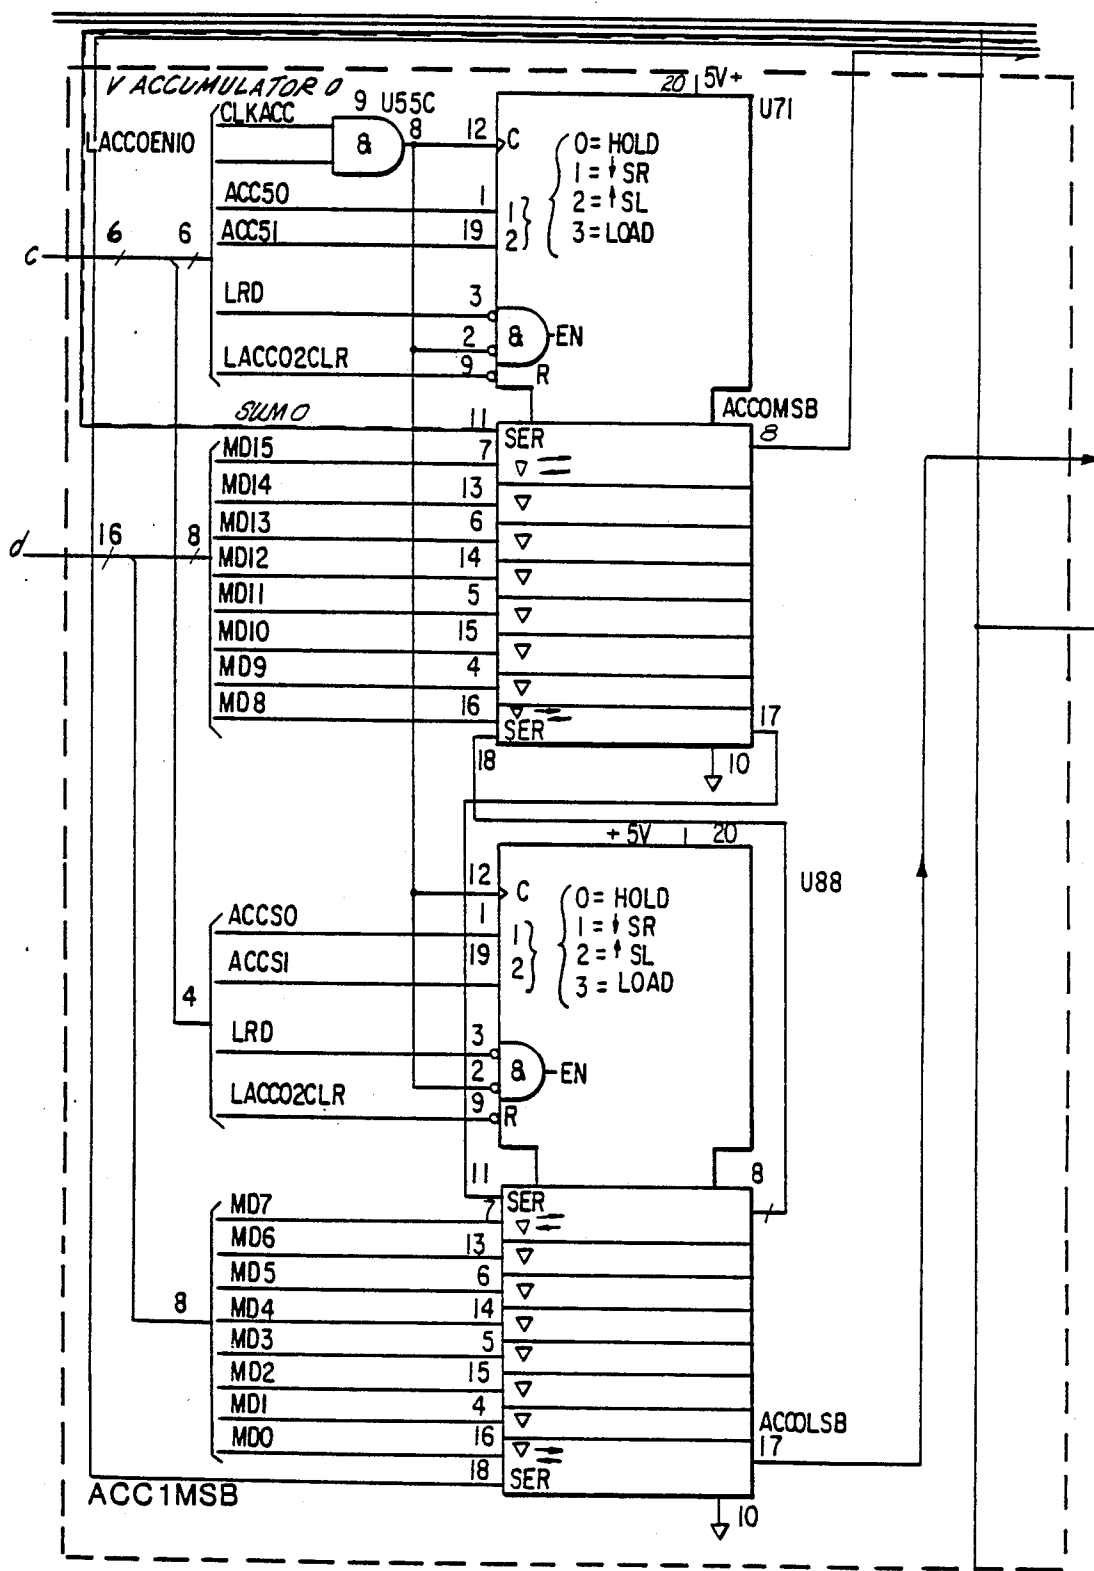 V ACCUMULATOR 0
20 5V+
CLKACC 9 U55C U71
LACC0EN10 & 8 12 C 0= HOLD
1 = ↓ SR
ACC50 1 1 2 = ↑ SL
ACC51 19 2 3 = LOAD
c 6 6
LRD 3
2 & EN
LACC02CLR 9 R
SUM0 11 ACC0MSB
SER 8
MD15 7
MD14 13
MD13 6
d 16 8
MD12 14
MD11 5
MD10 15
MD9 4
MD8 16
SER 17
18 10
+ 5V 20
12 C U88
0= HOLD
ACCS0 1 1 1 = ↓ SR
ACCS1 19 2 2 = ↑ SL
3 = LOAD
4
LRD 3
2 & EN
LACC02CLR 9 R
11 8
SER
MD7 7
MD6 13
MD5 6
8 MD4 14
MD3 5
MD2 15
MD1 4
MD0 16 ACC0LSB
17
18 SER
ACC1MSB
10